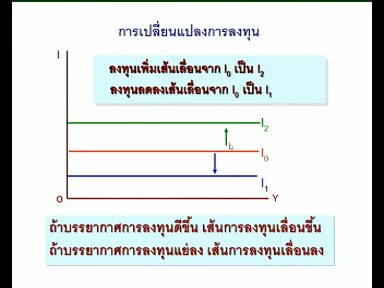 การเปลี่ยนแปลงการลงทุน
I
ลงทุนเพิ่มเส้นเลื่อนจาก I₀ เป็น I₂
ลงทุนลดลงเส้นเลื่อนจาก I₀ เป็น I₁
I₂
I₀
I₁
O
Y
ถ้าบรรยากาศการลงทุนดีขึ้น เส้นการลงทุนเลื่อนขึ้น
ถ้าบรรยากาศการลงทุนแย่ลง เส้นการลงทุนเลื่อนลง